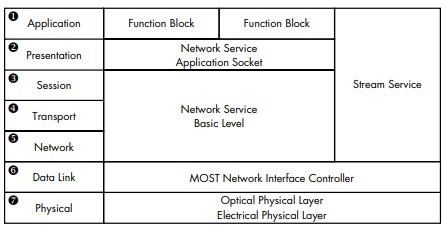 ❶ Application
Function Block
Function Block
❷ Presentation
Network Service
Application Socket
❸ Session
Stream Service
❹ Transport
Network Service
Basic Level
❺ Network
❻ Data Link
MOST Network Interface Controller
❼ Physical
Optical Physical Layer
Electrical Physical Layer